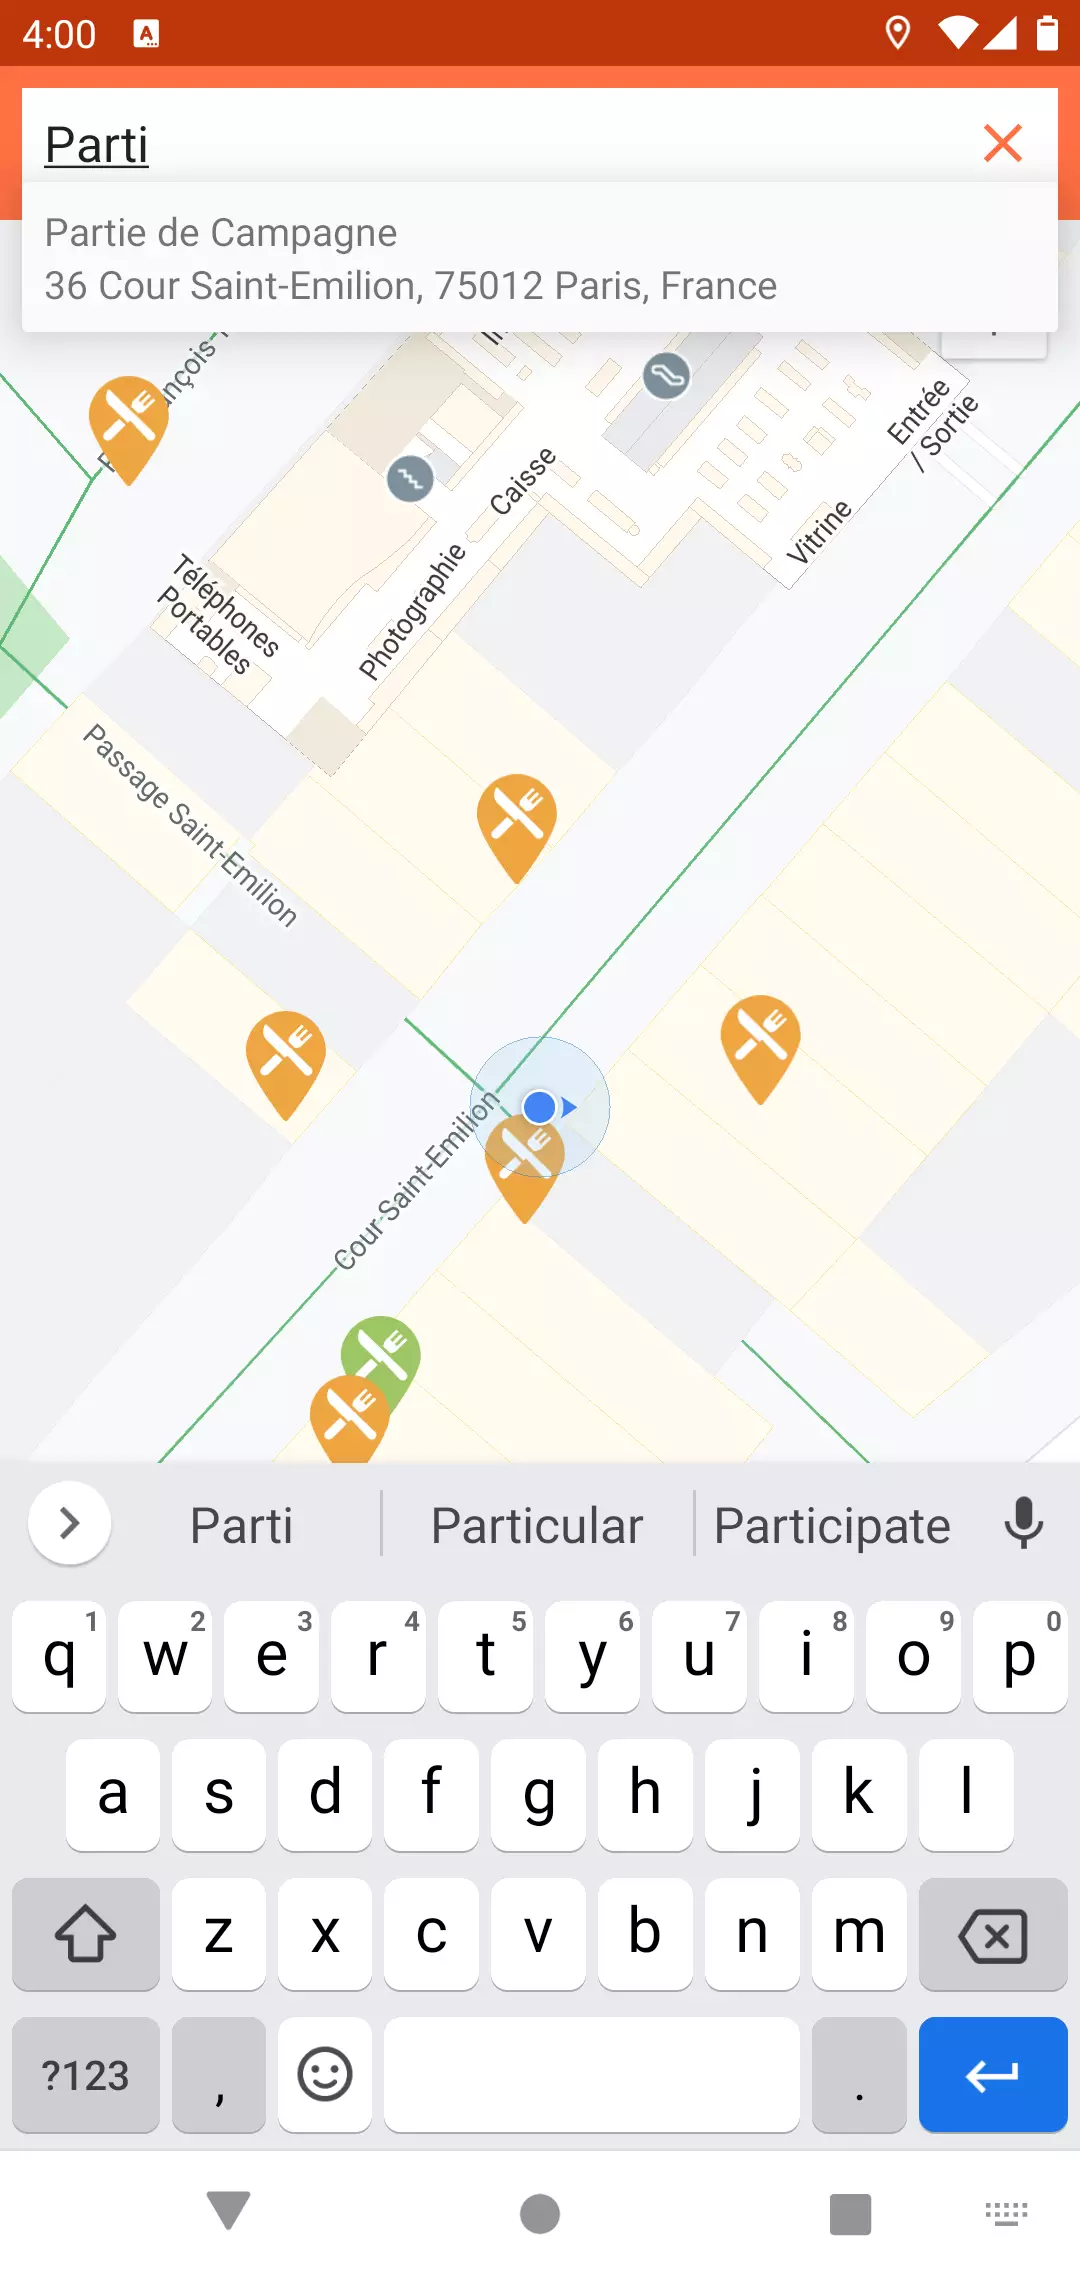 4:00
A
Parti
Partie de Campagne
36 Cour Saint-Emilion, 75012 Paris, France
Entrée
/ Sortie
Caisse
Vitrine
Photographie
Téléphones
Portables
Passage Saint-Emilion
Cour Saint-Emilion
Parti
Particular
Participate
q 1 w 2 e 3 r 4 t 5 y 6 u 7 i 8 o 9 p 0
a s d f g h j k l
z x c v b n m
?123 , .